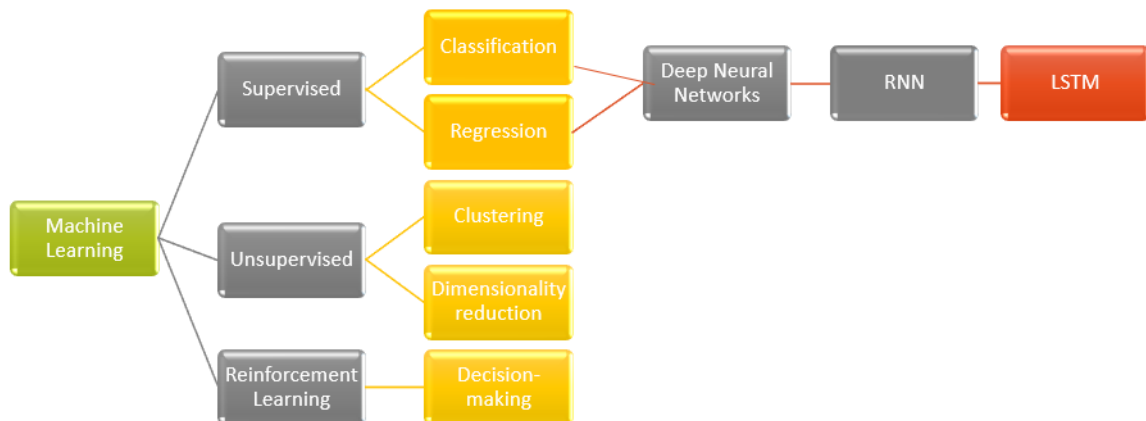 Machine
Learning
Supervised
Unsupervised
Reinforcement
Learning
Classification
Regression
Clustering
Dimensionality
reduction
Decision-
making
Deep Neural
Networks
RNN
LSTM